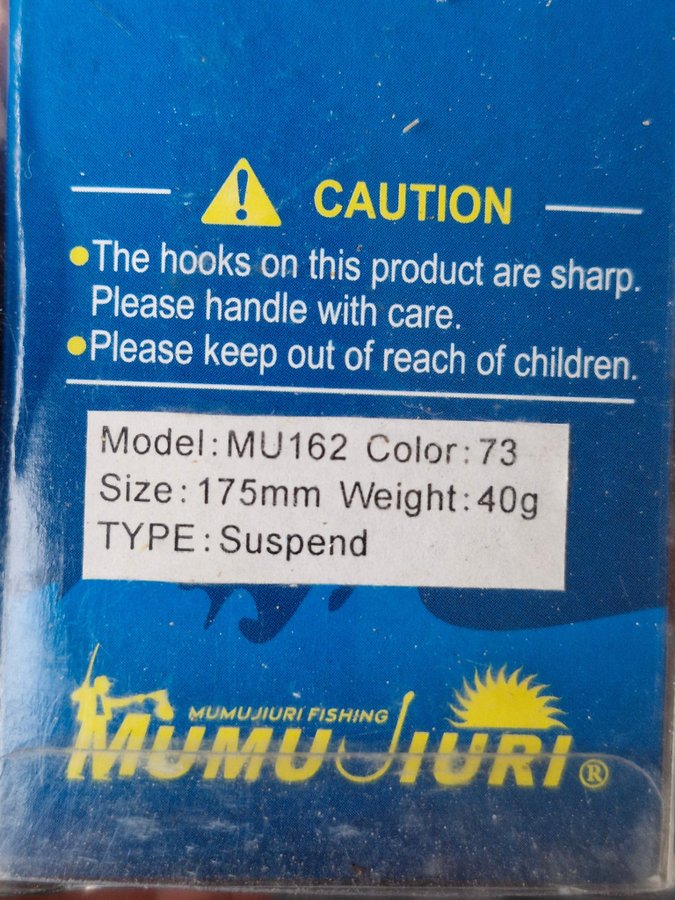 CAUTION
The hooks on this product are sharp.
Please handle with care.
Please keep out of reach of children.
Model:MU162 Color:73
Size:175mm Weight:40g
TYPE:Suspend
MUMUJIURI FISHING
MUMUJIURI®